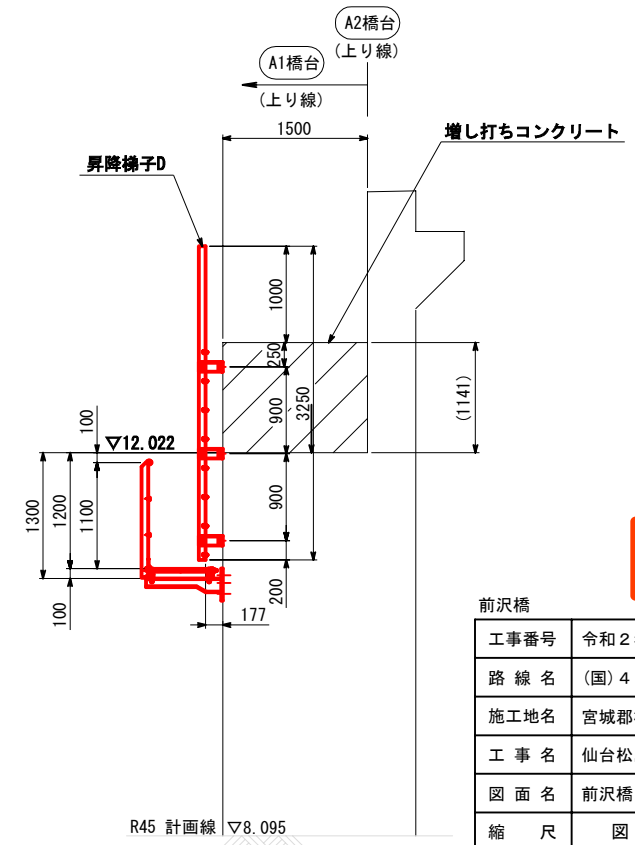 A2橋台
(上り線)
A1橋台
(上り線)
1500
増し打ちコンクリート
昇降梯子D
1000
250
900
3250
(1141)
100
▽12.022
1300
1200
1100
900
200
100
177
R45 計画線 ▽8.095
前沢橋
工事番号 令和２
路線名 (国)４
施工地名 宮城郡
工事名 仙台松
図面名 前沢橋
縮尺 図